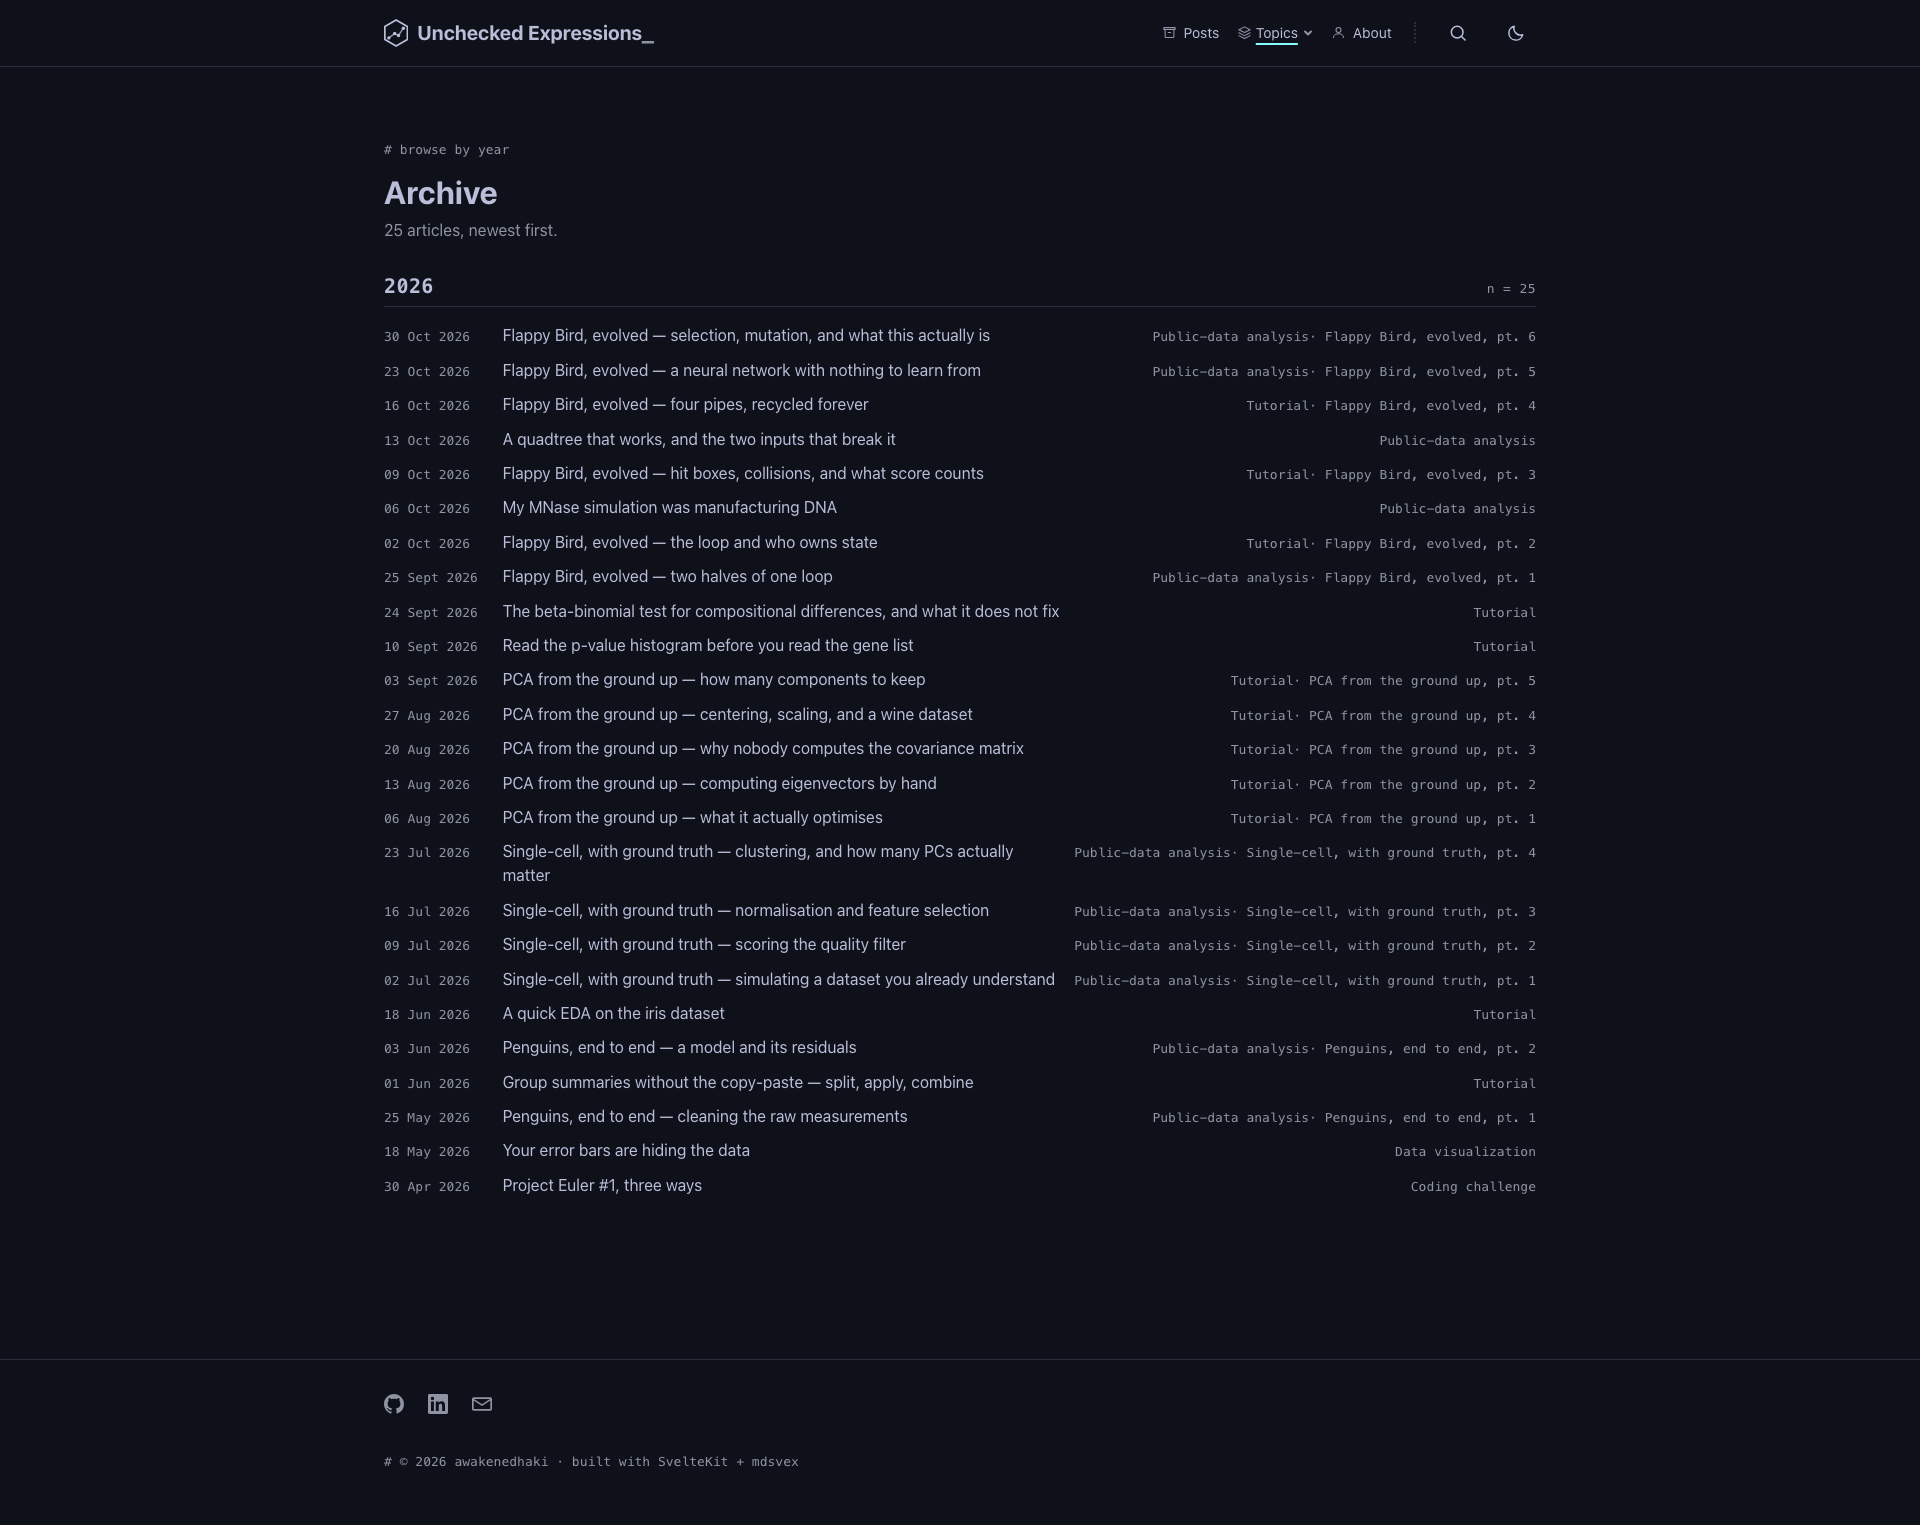 Unchecked Expressions_
Posts Topics About
# browse by year
Archive
25 articles, newest first.
2026 n = 25
30 Oct 2026 Flappy Bird, evolved — selection, mutation, and what this actually is Public-data analysis· Flappy Bird, evolved, pt. 6
23 Oct 2026 Flappy Bird, evolved — a neural network with nothing to learn from Public-data analysis· Flappy Bird, evolved, pt. 5
16 Oct 2026 Flappy Bird, evolved — four pipes, recycled forever Tutorial· Flappy Bird, evolved, pt. 4
13 Oct 2026 A quadtree that works, and the two inputs that break it Public-data analysis
09 Oct 2026 Flappy Bird, evolved — hit boxes, collisions, and what score counts Tutorial· Flappy Bird, evolved, pt. 3
06 Oct 2026 My MNase simulation was manufacturing DNA Public-data analysis
02 Oct 2026 Flappy Bird, evolved — the loop and who owns state Tutorial· Flappy Bird, evolved, pt. 2
25 Sept 2026 Flappy Bird, evolved — two halves of one loop Public-data analysis· Flappy Bird, evolved, pt. 1
24 Sept 2026 The beta-binomial test for compositional differences, and what it does not fix Tutorial
10 Sept 2026 Read the p-value histogram before you read the gene list Tutorial
03 Sept 2026 PCA from the ground up — how many components to keep Tutorial· PCA from the ground up, pt. 5
27 Aug 2026 PCA from the ground up — centering, scaling, and a wine dataset Tutorial· PCA from the ground up, pt. 4
20 Aug 2026 PCA from the ground up — why nobody computes the covariance matrix Tutorial· PCA from the ground up, pt. 3
13 Aug 2026 PCA from the ground up — computing eigenvectors by hand Tutorial· PCA from the ground up, pt. 2
06 Aug 2026 PCA from the ground up — what it actually optimises Tutorial· PCA from the ground up, pt. 1
23 Jul 2026 Single-cell, with ground truth — clustering, and how many PCs actually Public-data analysis· Single-cell, with ground truth, pt. 4
matter
16 Jul 2026 Single-cell, with ground truth — normalisation and feature selection Public-data analysis· Single-cell, with ground truth, pt. 3
09 Jul 2026 Single-cell, with ground truth — scoring the quality filter Public-data analysis· Single-cell, with ground truth, pt. 2
02 Jul 2026 Single-cell, with ground truth — simulating a dataset you already understand Public-data analysis· Single-cell, with ground truth, pt. 1
18 Jun 2026 A quick EDA on the iris dataset Tutorial
03 Jun 2026 Penguins, end to end — a model and its residuals Public-data analysis· Penguins, end to end, pt. 2
01 Jun 2026 Group summaries without the copy-paste — split, apply, combine Tutorial
25 May 2026 Penguins, end to end — cleaning the raw measurements Public-data analysis· Penguins, end to end, pt. 1
18 May 2026 Your error bars are hiding the data Data visualization
30 Apr 2026 Project Euler #1, three ways Coding challenge
# © 2026 awakenedhaki · built with SvelteKit + mdsvex